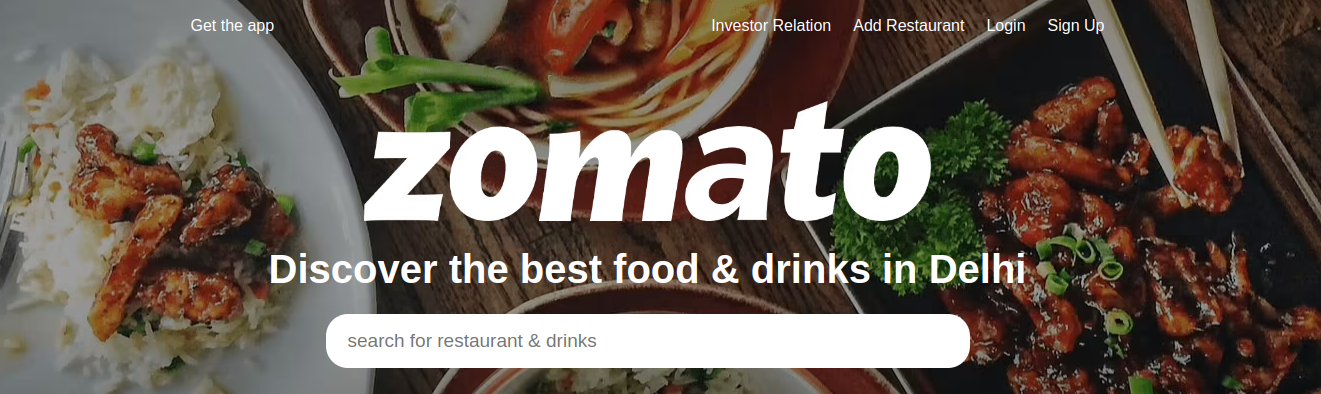 Get the app Investor Relation Add Restaurant Login Sign Up
zomato
Discover the best food & drinks in Delhi
search for restaurant & drinks